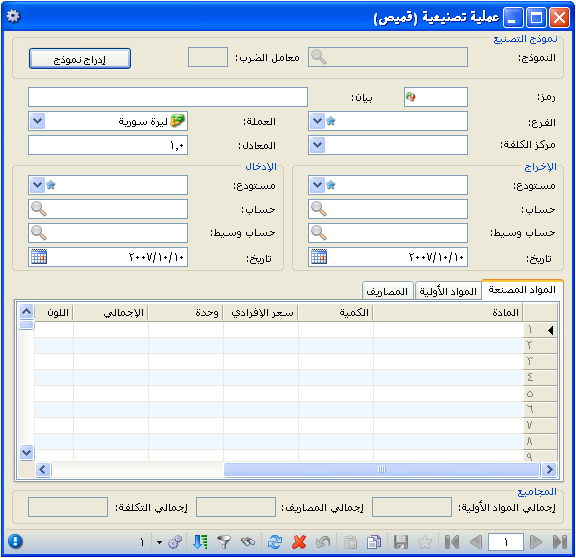 عملية تصنيعية (قميص)
نموذج التصنيع
النموذج: معامل الضرب: إدراج نموذج
رمز: بيان:
الفرع: العملة: ليرة سورية
مركز الكلفة: المعادل: ١,٠
الإخراج الإدخال
مستودع: مستودع:
حساب: حساب:
حساب وسيط: حساب وسيط:
تاريخ: ٢٠٠٧/١٠/١٠ تاريخ: ٢٠٠٧/١٠/١٠
المواد المصنعة المواد الأولية المصاريف
المادة الكمية سعر الإفرادي وحدة الإجمالي اللون
١
٢
٣
٤
٥
٦
٧
٨
٩
المجاميع
إجمالي المواد الأولية: إجمالي المصاريف: إجمالي التكلفة:
١ ١